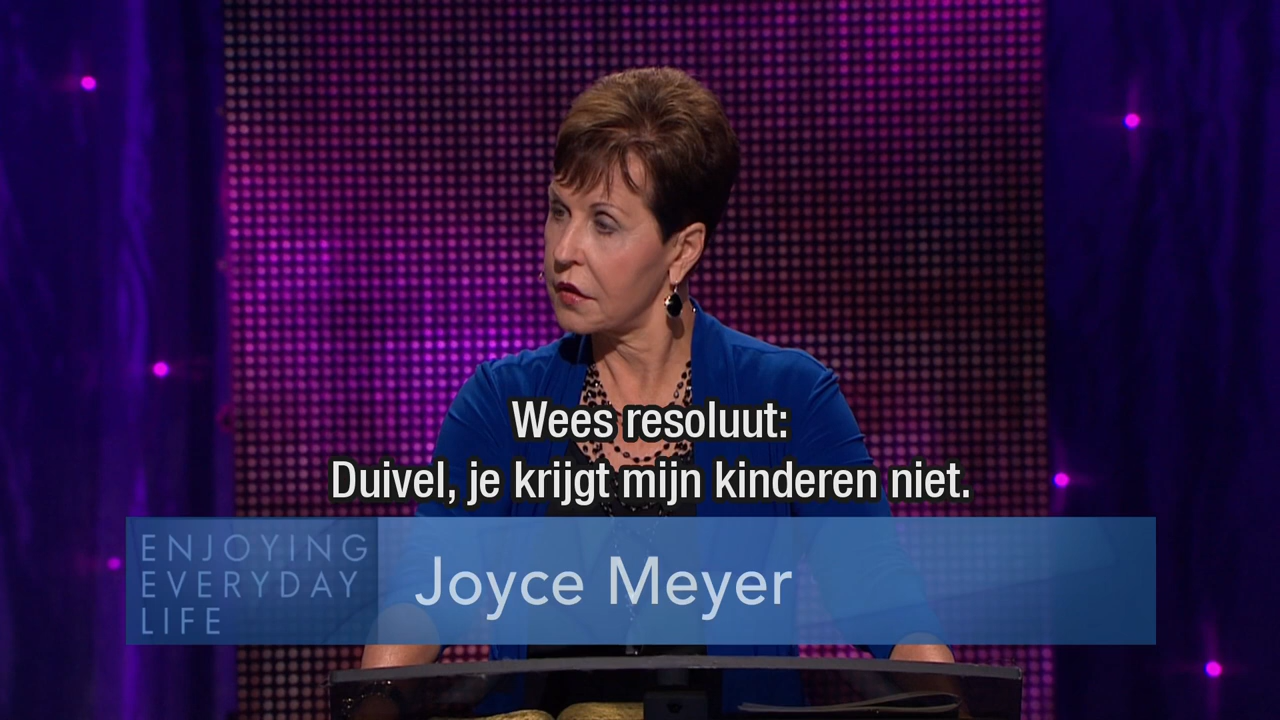 Wees resoluut:
Duivel, je krijgt mijn kinderen niet.
ENJOYING
EVERYDAY
LIFE
Joyce Meyer